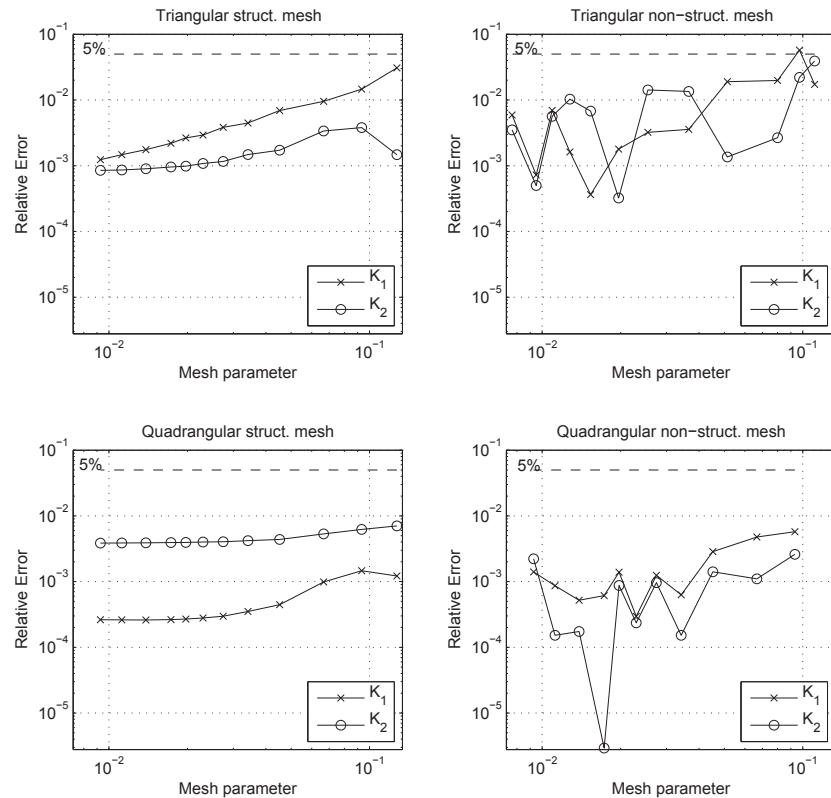 Triangular struct. mesh
10^-1
5%
10^-2
10^-3
10^-4
10^-5
Relative Error
K_1
K_2
10^-2
10^-1
Mesh parameter
Triangular non−struct. mesh
10^-1
5%
10^-2
10^-3
10^-4
10^-5
Relative Error
K_1
K_2
10^-2
10^-1
Mesh parameter
Quadrangular struct. mesh
10^-1
5%
10^-2
10^-3
10^-4
10^-5
Relative Error
K_1
K_2
10^-2
10^-1
Mesh parameter
Quadrangular non−struct. mesh
10^-1
5%
10^-2
10^-3
10^-4
10^-5
Relative Error
K_1
K_2
10^-2
10^-1
Mesh parameter